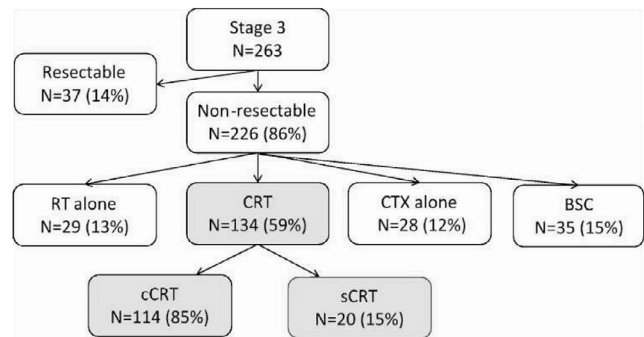 Stage 3
N=263
Resectable
N=37 (14%)
Non-resectable
N=226 (86%)
RT alone
N=29 (13%)
CRT
N=134 (59%)
CTX alone
N=28 (12%)
BSC
N=35 (15%)
cCRT
N=114 (85%)
sCRT
N=20 (15%)